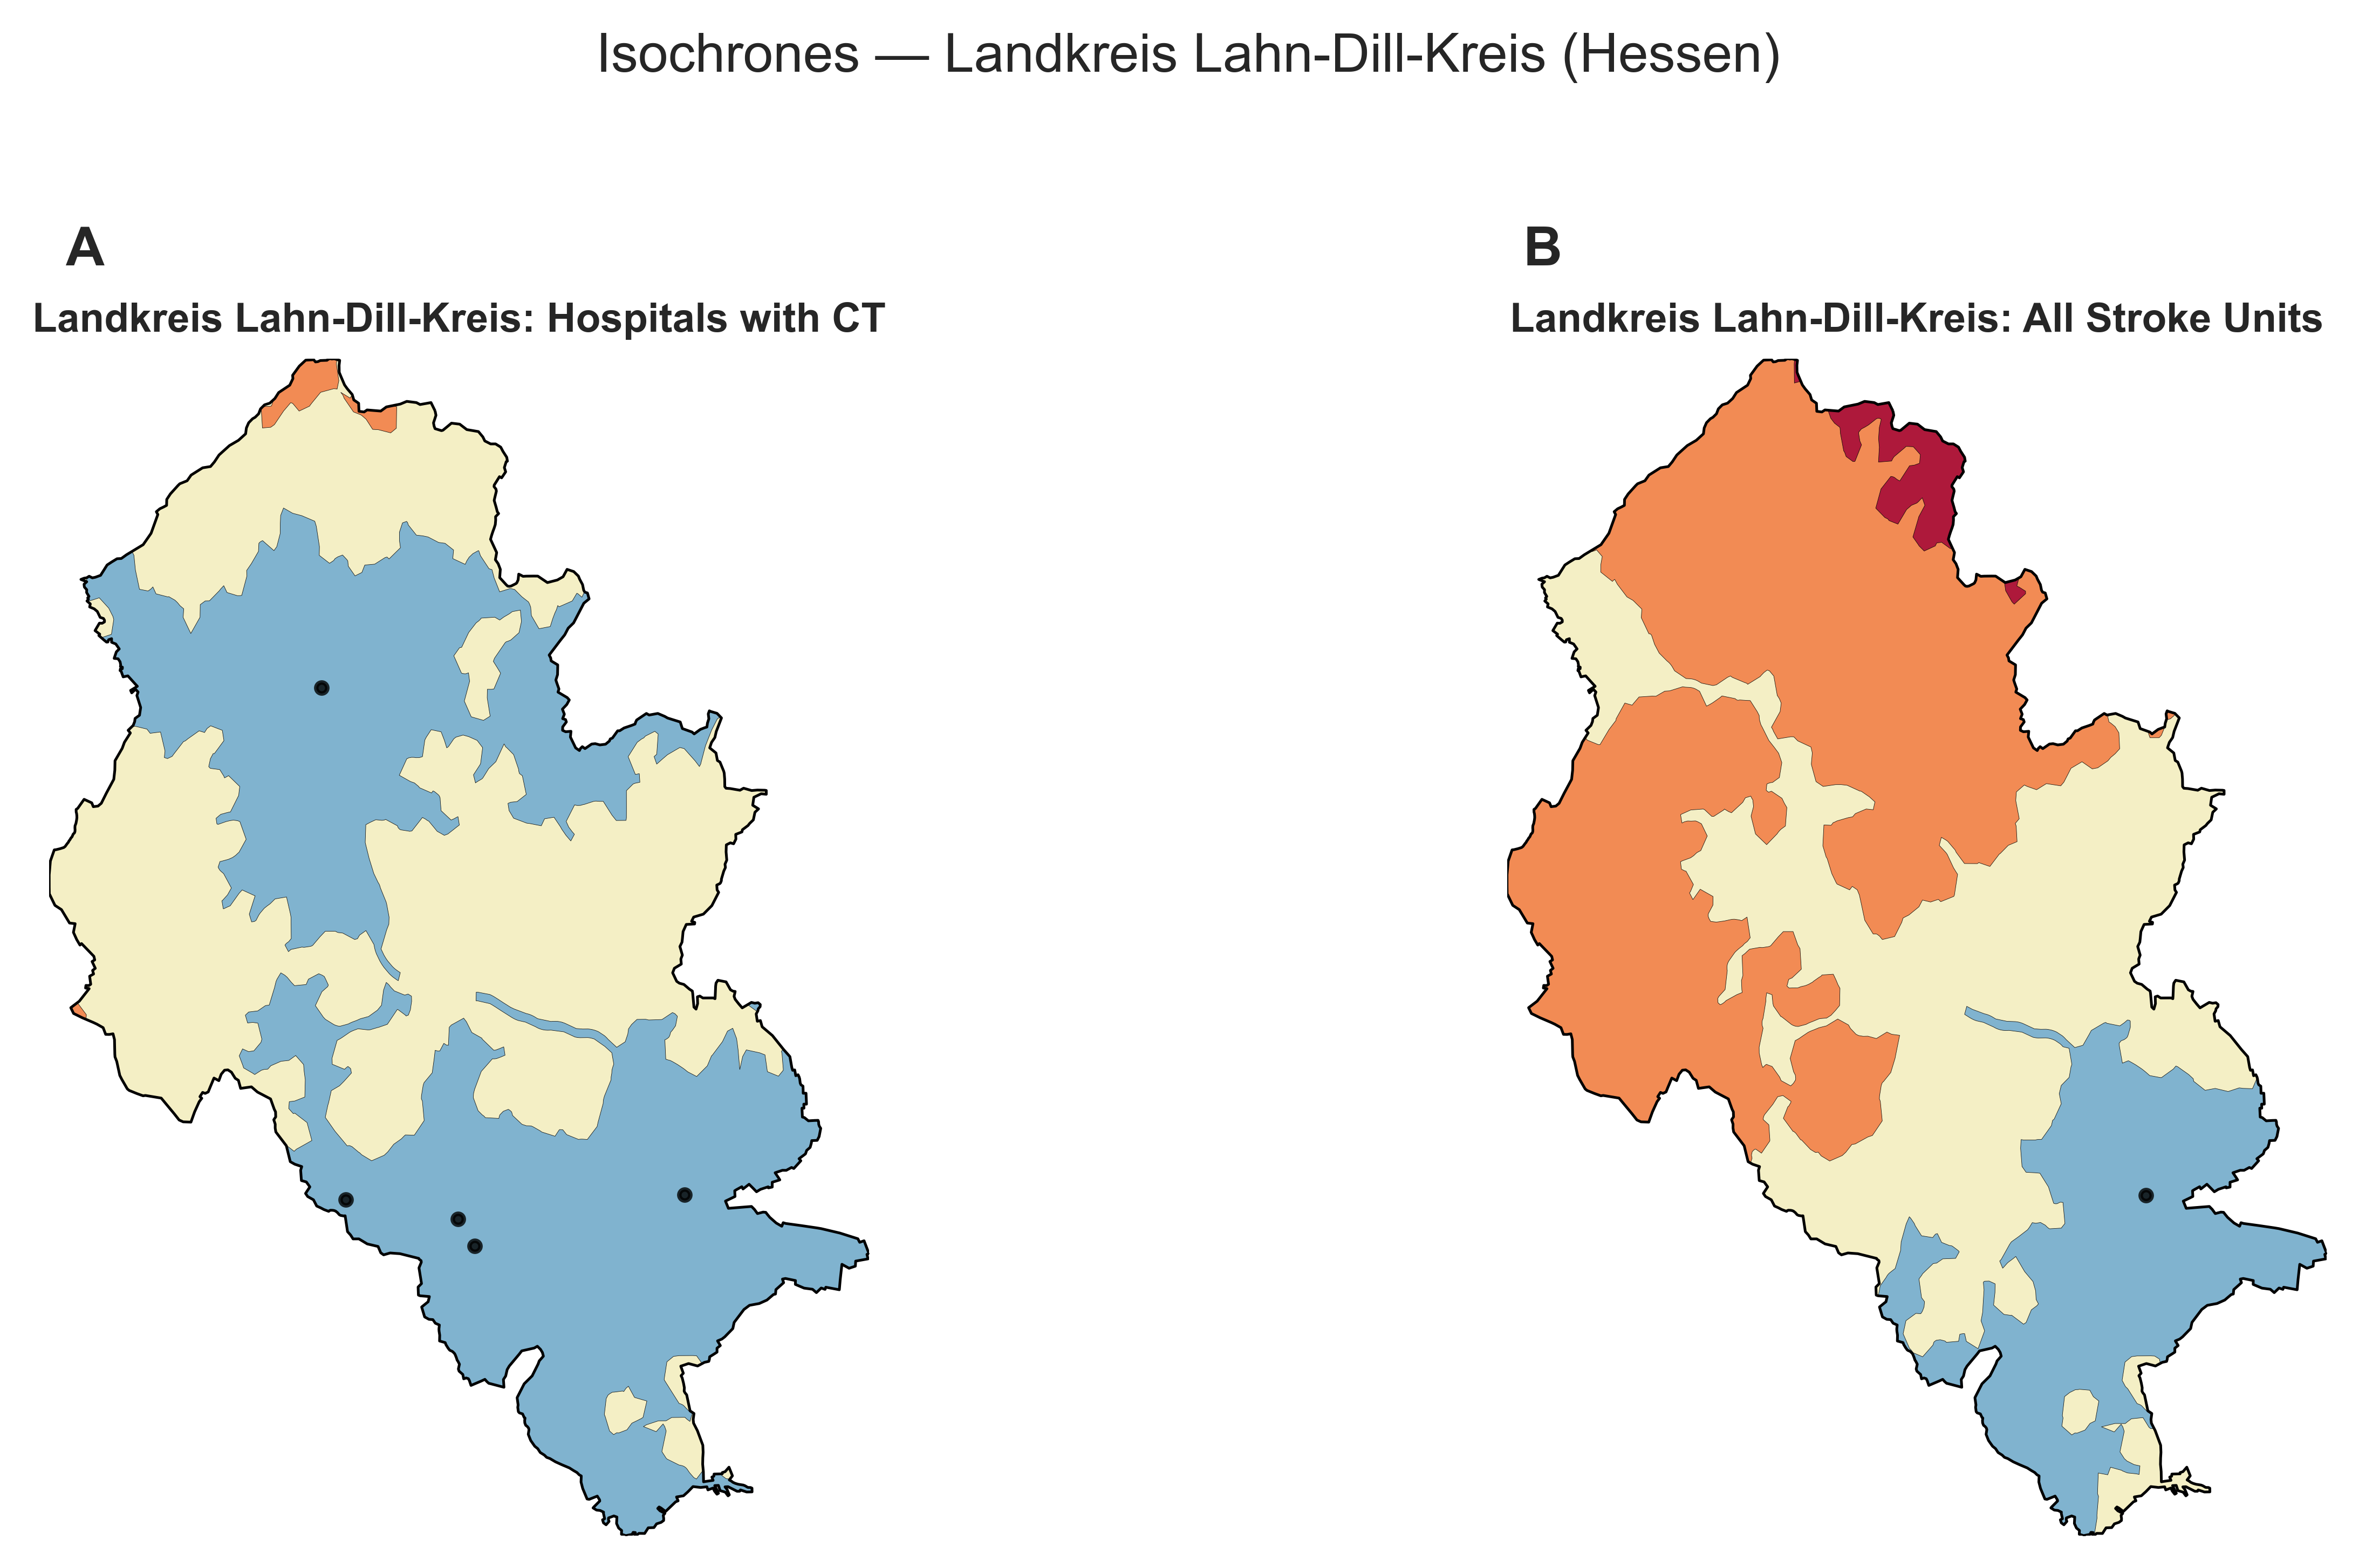 Isochrones — Landkreis Lahn-Dill-Kreis (Hessen)
A
Landkreis Lahn-Dill-Kreis: Hospitals with CT
B
Landkreis Lahn-Dill-Kreis: All Stroke Units